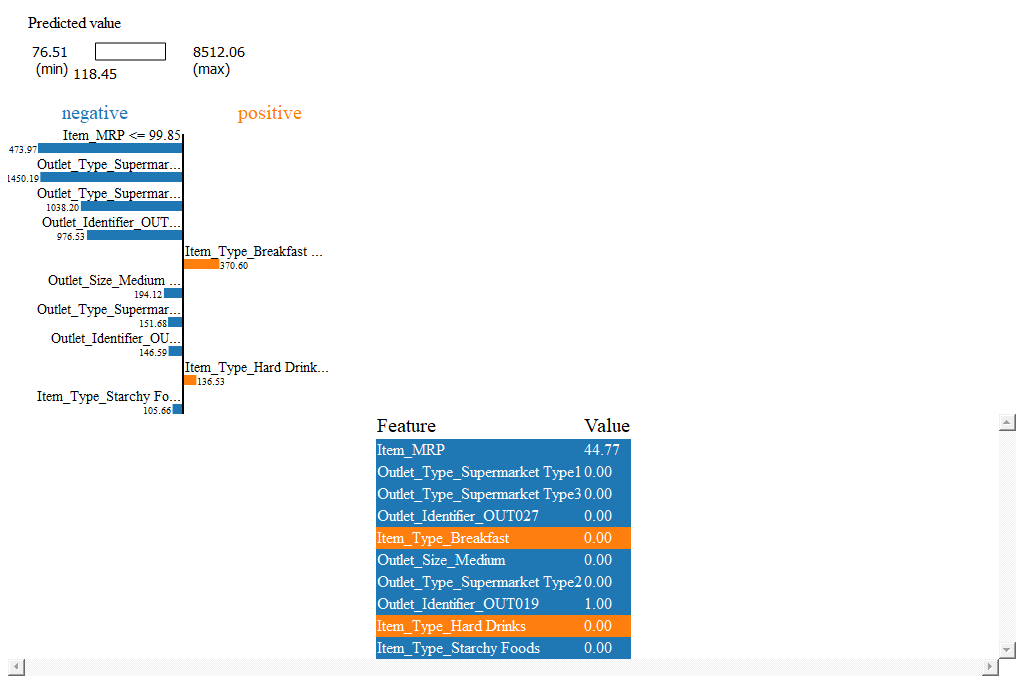 Predicted value
76.51 8512.06
(min) (max)
118.45
negative positive
Item_MRP <= 99.85
473.97
Outlet_Type_Supermar...
1450.19
Outlet_Type_Supermar...
1038.20
Outlet_Identifier_OUT...
976.53
Item_Type_Breakfast ...
370.60
Outlet_Size_Medium ...
194.12
Outlet_Type_Supermar...
151.68
Outlet_Identifier_OU...
146.59
Item_Type_Hard Drink...
136.53
Item_Type_Starchy Fo...
105.66
Feature Value
Item_MRP 44.77
Outlet_Type_Supermarket Type1 0.00
Outlet_Type_Supermarket Type3 0.00
Outlet_Identifier_OUT027 0.00
Item_Type_Breakfast 0.00
Outlet_Size_Medium 0.00
Outlet_Type_Supermarket Type2 0.00
Outlet_Identifier_OUT019 1.00
Item_Type_Hard Drinks 0.00
Item_Type_Starchy Foods 0.00